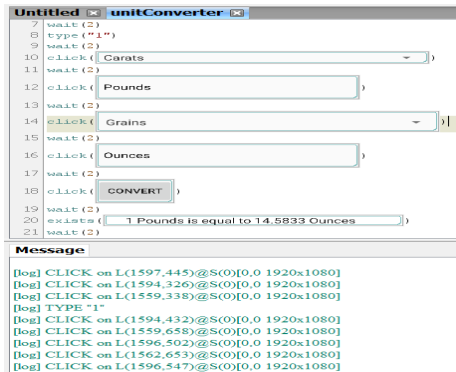 Untitled unitConverter
7 wait(2)
8 type("1")
9 wait(2)
10 click( Carats )
11 wait(2)
12 click( Pounds )
13 wait(2)
14 click( Grains )
15 wait(2)
16 click( Ounces )
17 wait(2)
18 click( CONVERT )
19 wait(2)
20 exists( 1 Pounds is equal to 14.5833 Ounces )
21 wait(2)
Message
[log] CLICK on L(1597,445)@S(0)[0,0 1920x1080]
[log] CLICK on L(1594,326)@S(0)[0,0 1920x1080]
[log] CLICK on L(1559,338)@S(0)[0,0 1920x1080]
[log] TYPE "1"
[log] CLICK on L(1594,432)@S(0)[0,0 1920x1080]
[log] CLICK on L(1559,658)@S(0)[0,0 1920x1080]
[log] CLICK on L(1596,502)@S(0)[0,0 1920x1080]
[log] CLICK on L(1562,653)@S(0)[0,0 1920x1080]
[log] CLICK on L(1596,547)@S(0)[0,0 1920x1080]